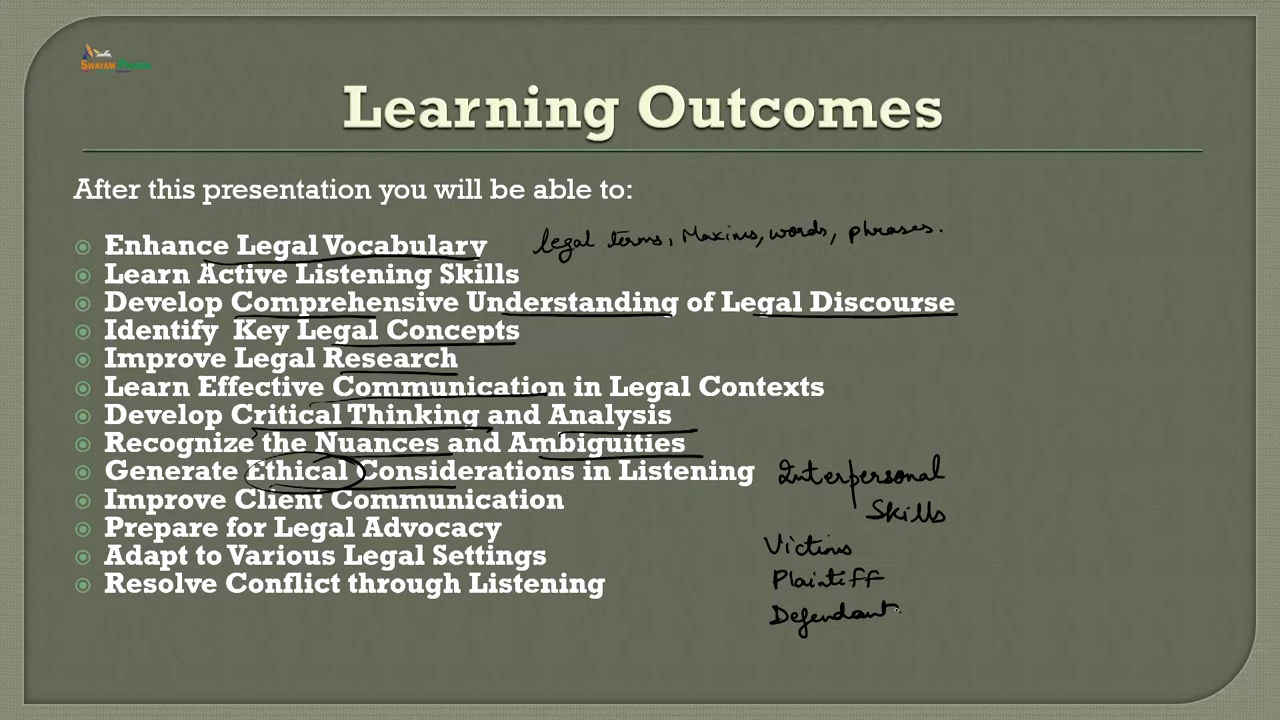 SWAYAM
Learning Outcomes
After this presentation you will be able to:
Enhance Legal Vocabulary legal terms, Maxims, words, phrases.
Learn Active Listening Skills
Develop Comprehensive Understanding of Legal Discourse
Identify Key Legal Concepts
Improve Legal Research
Learn Effective Communication in Legal Contexts
Develop Critical Thinking and Analysis
Recognize the Nuances and Ambiguities
Generate Ethical Considerations in Listening Interpersonal
Skills
Improve Client Communication
Prepare for Legal Advocacy
Adapt to Various Legal Settings Victims
Resolve Conflict through Listening Plaintiff
Defendant